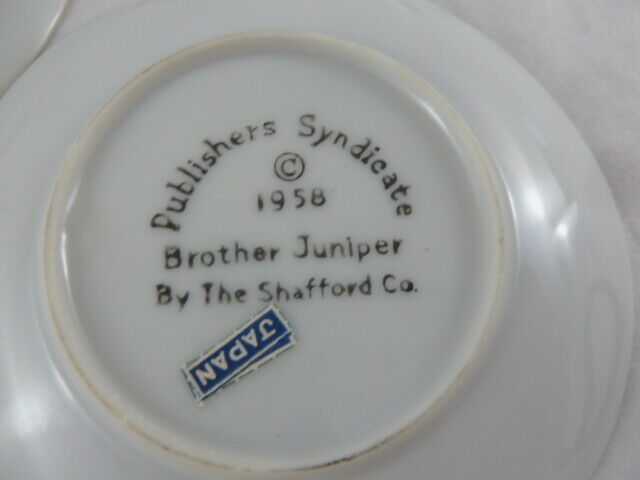 Publishers Syndicate
©
1958
Brother Juniper
By The Shafford Co.
JAPAN